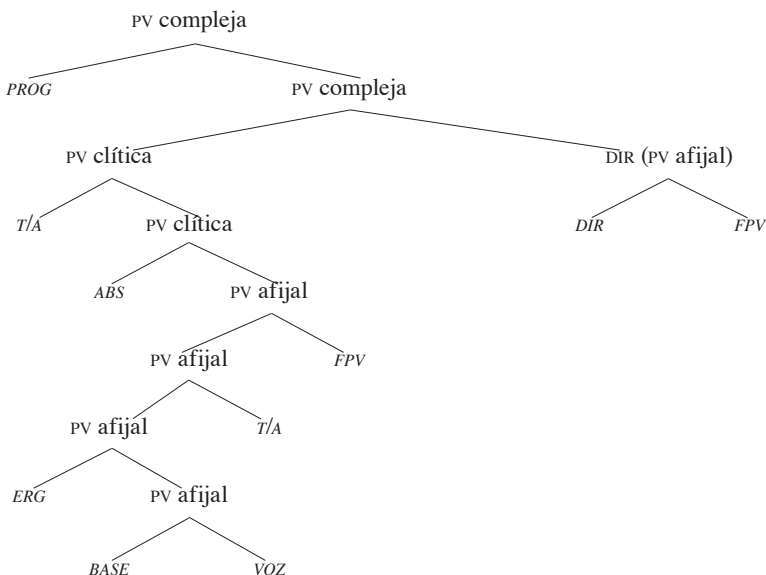 PV compleja
PROG PV compleja
PV clítica DIR (PV afijal)
T/A PV clítica DIR FPV
ABS PV afijal
PV afijal FPV
PV afijal T/A
ERG PV afijal
BASE VOZ